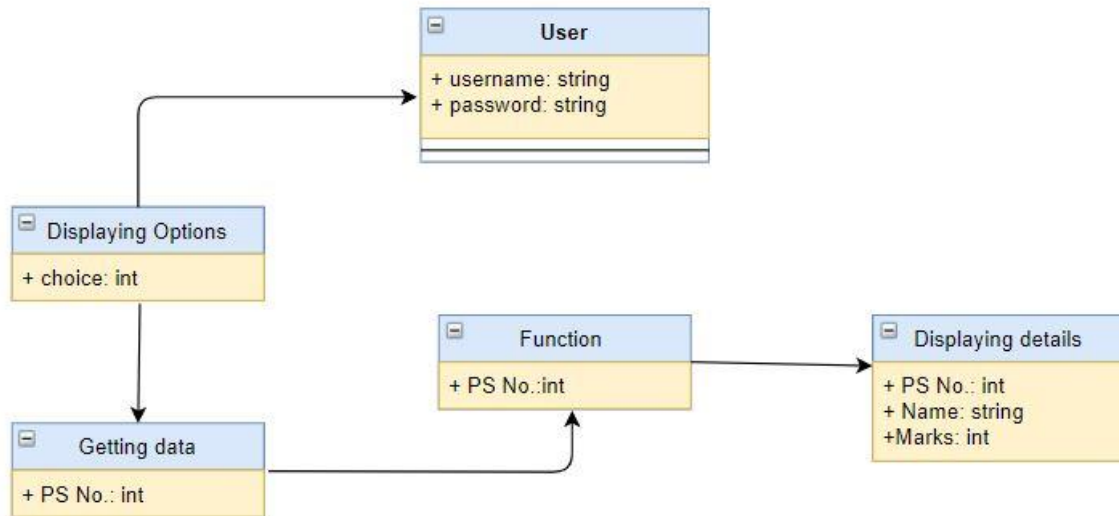 User
+ username: string
+ password: string
Displaying Options
+ choice: int
Getting data
+ PS No.: int
Function
+ PS No.:int
Displaying details
+ PS No.: int
+ Name: string
+Marks: int